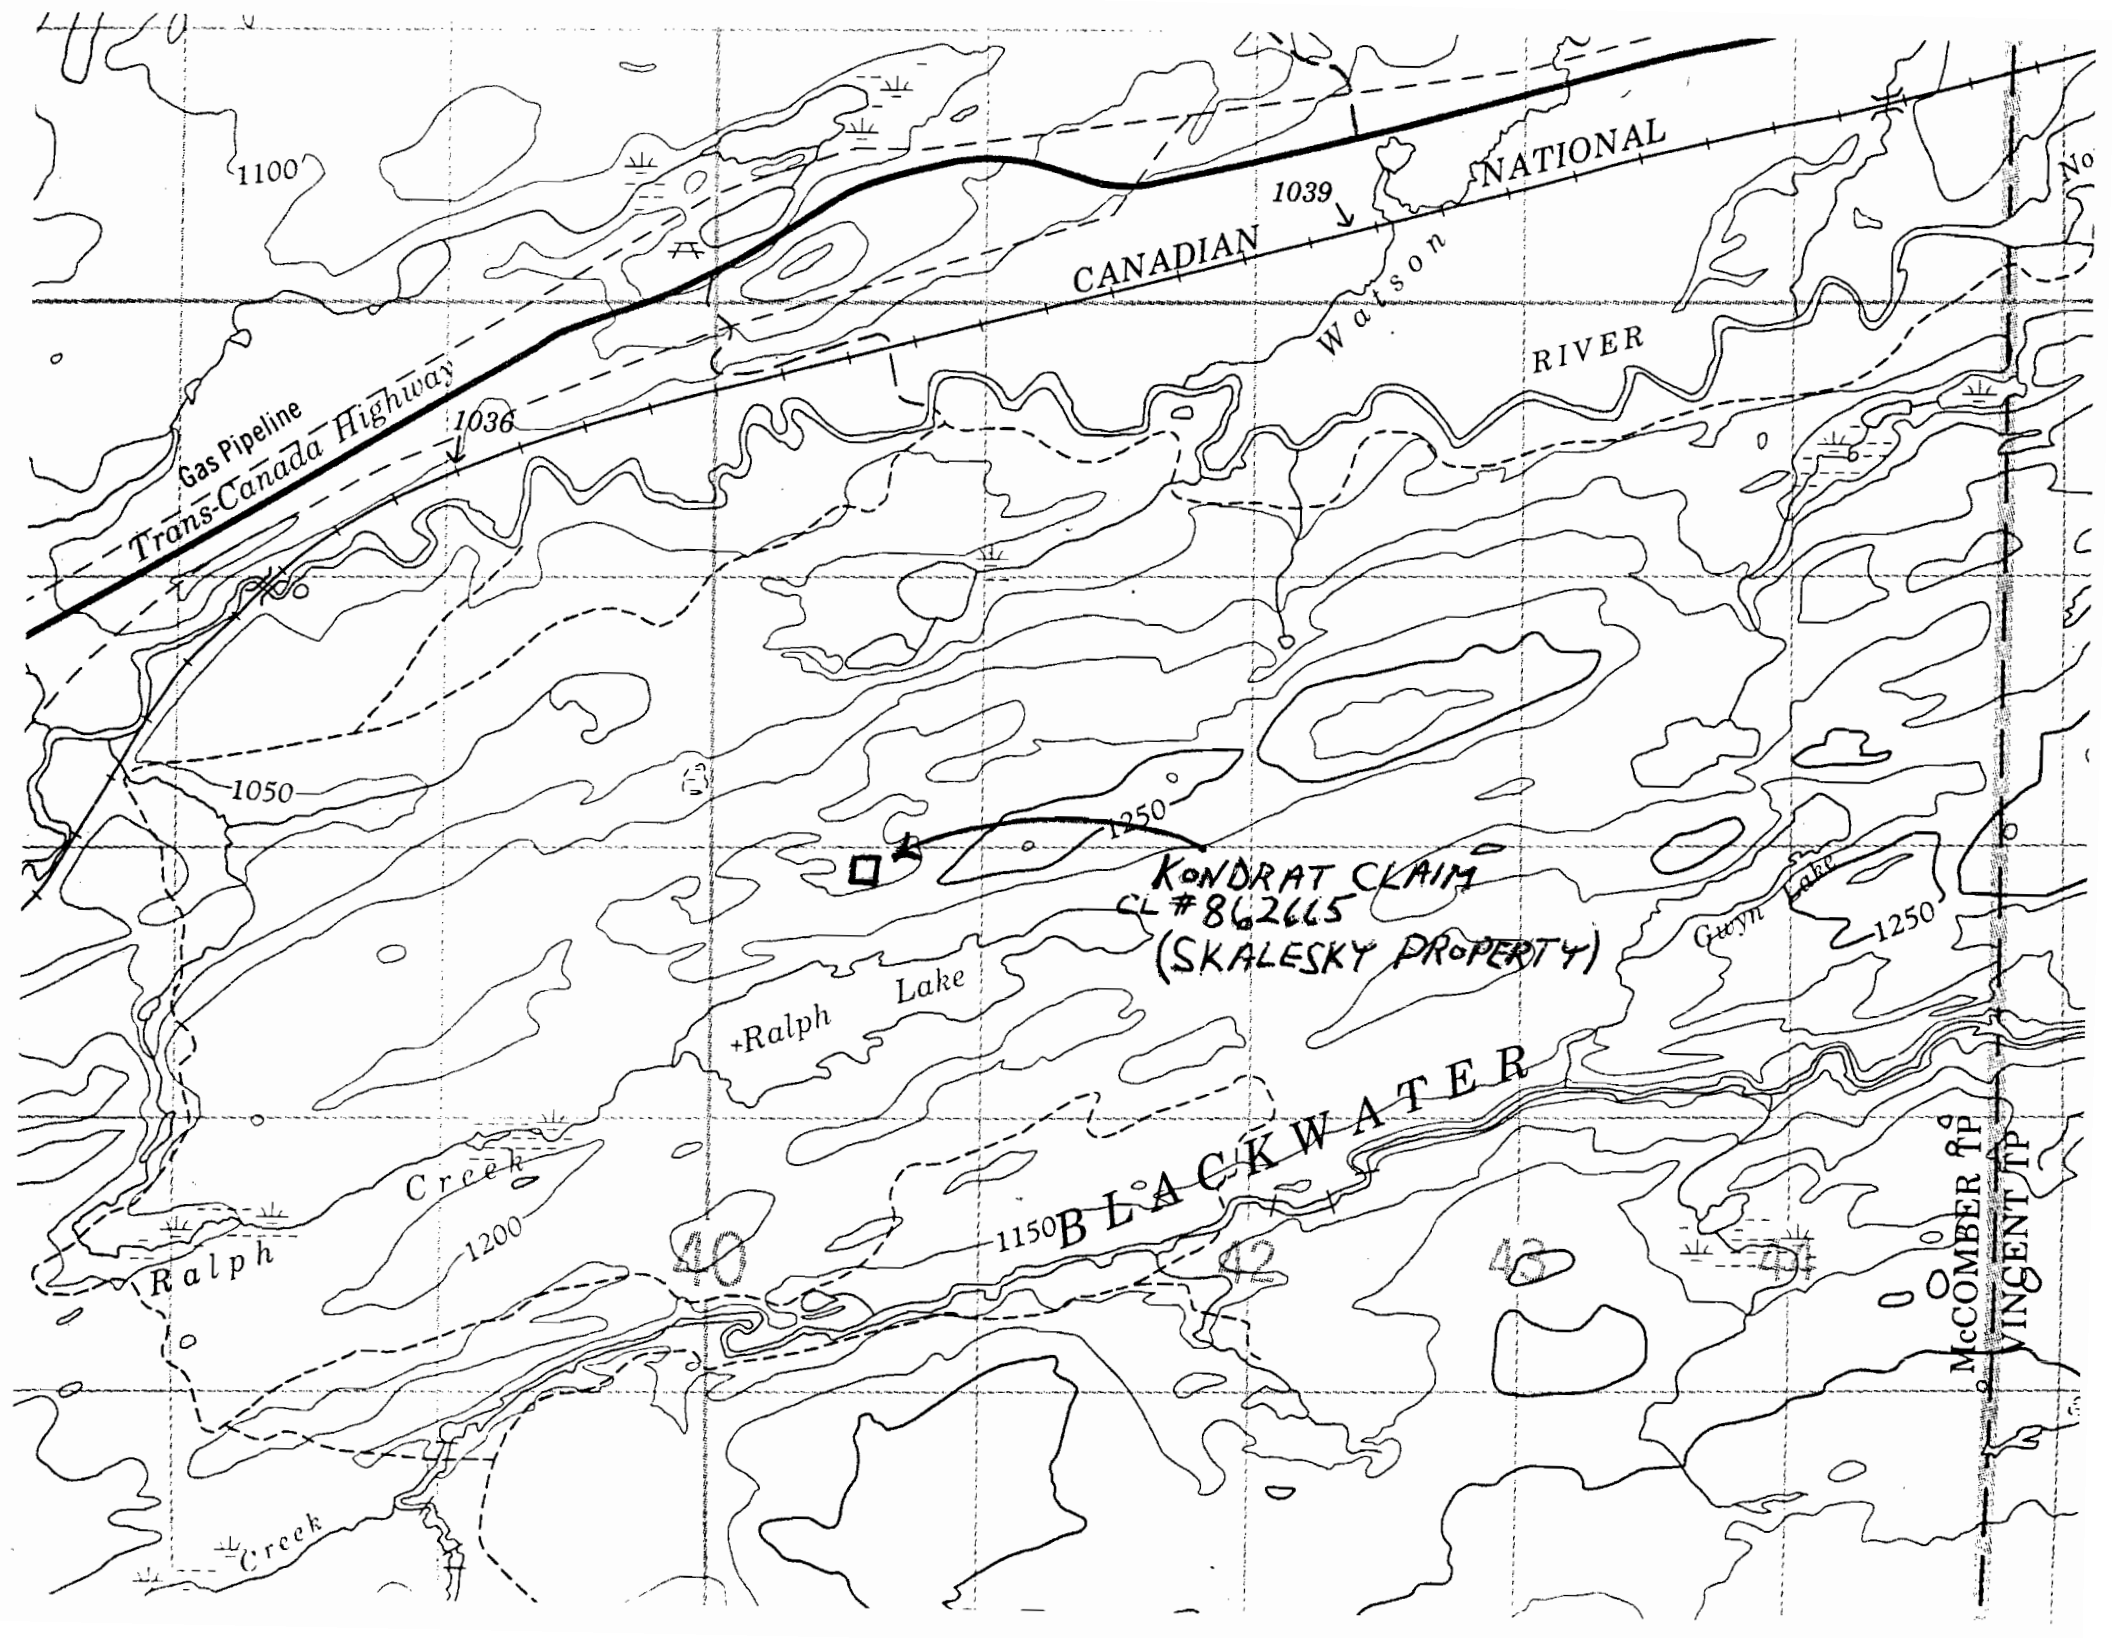 1100
1039
NATIONAL
CANADIAN
Watson
RIVER
No
Gas Pipeline
Trans-Canada Highway
1036
1050
1250
KONDRAT CLAIM
CL #862665
(SKALESKY PROPERTY)
Gwyn Lake
1250
+Ralph Lake
BLACKWATER
Creek
1200
1150
Ralph
40
42
43
44
McCOMBER TP
VINCENT TP
Creek